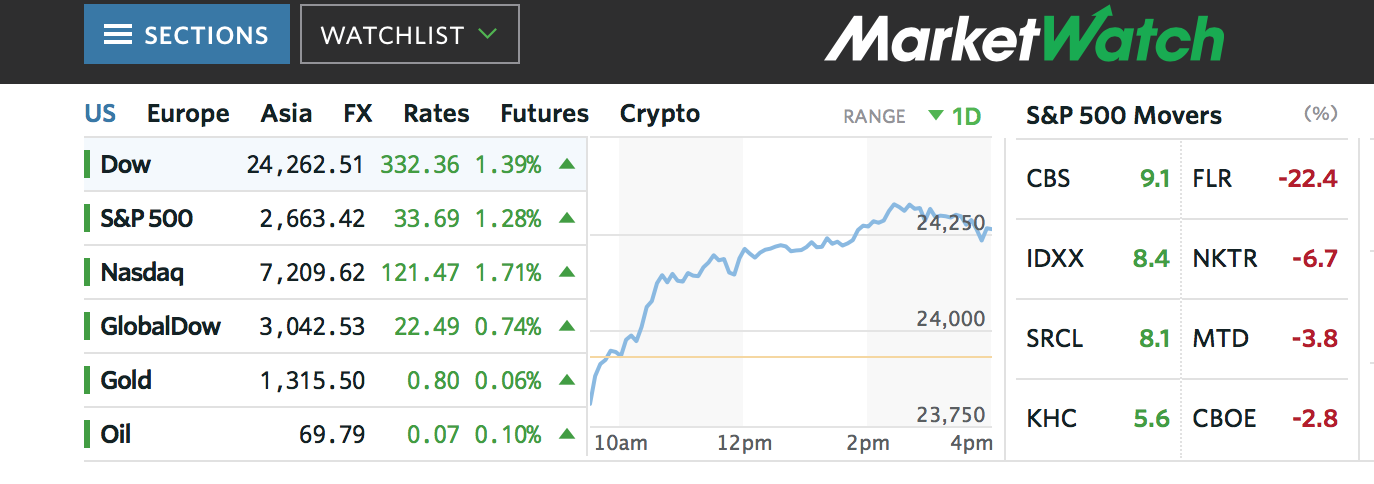 SECTIONS WATCHLIST MarketWatch
US Europe Asia FX Rates Futures Crypto RANGE 1D
Dow 24,262.51 332.36 1.39%
S&P 500 2,663.42 33.69 1.28%
Nasdaq 7,209.62 121.47 1.71%
GlobalDow 3,042.53 22.49 0.74%
Gold 1,315.50 0.80 0.06%
Oil 69.79 0.07 0.10%
24,250
24,000
23,750
10am 12pm 2pm 4pm
S&P 500 Movers (%)
CBS 9.1 FLR -22.4
IDXX 8.4 NKTR -6.7
SRCL 8.1 MTD -3.8
KHC 5.6 CBOE -2.8